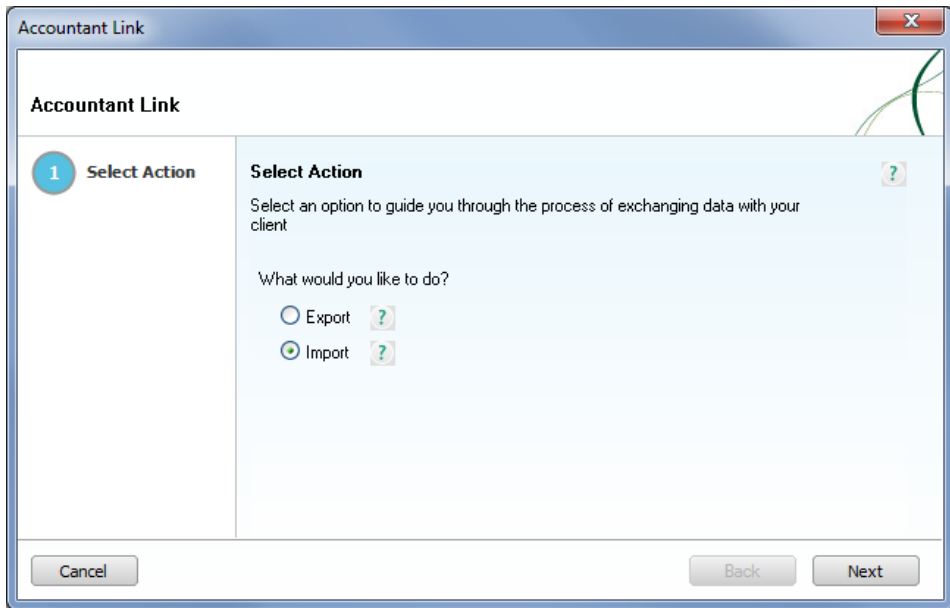 Accountant Link
X
Accountant Link
1 Select Action
Select Action
?
Select an option to guide you through the process of exchanging data with your
client
What would you like to do?
Export ?
Import ?
Cancel
Back
Next